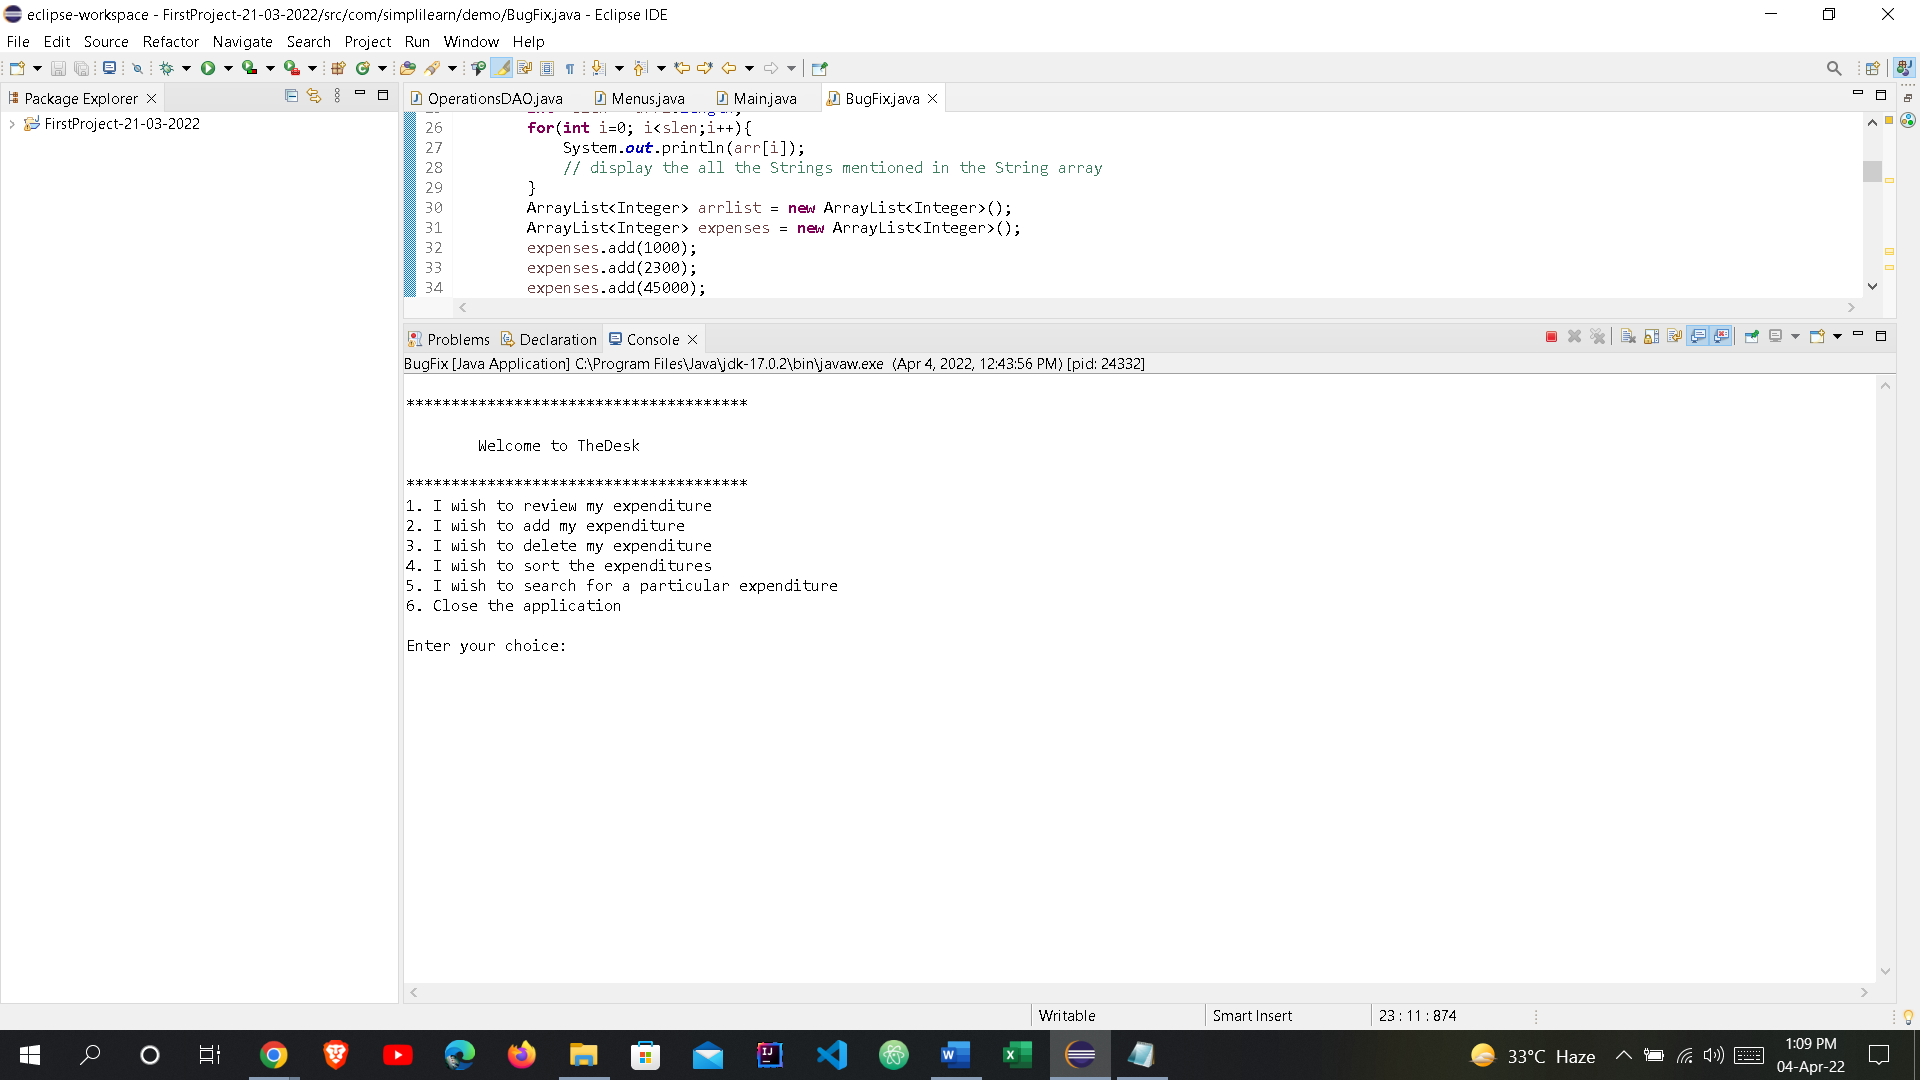 eclipse-workspace - FirstProject-21-03-2022/src/com/simplilearn/demo/BugFix.java - Eclipse IDE
File Edit Source Refactor Navigate Search Project Run Window Help
Package Explorer
FirstProject-21-03-2022
OperationsDAO.java Menus.java Main.java BugFix.java
26 for(int i=0; i<slen;i++){
27 System.out.println(arr[i]);
28 // display the all the Strings mentioned in the String array
29 }
30 ArrayList<Integer> arrlist = new ArrayList<Integer>();
31 ArrayList<Integer> expenses = new ArrayList<Integer>();
32 expenses.add(1000);
33 expenses.add(2300);
34 expenses.add(45000);
Problems Declaration Console
BugFix [Java Application] C:\Program Files\Java\jdk-17.0.2\bin\javaw.exe (Apr 4, 2022, 12:43:56 PM) [pid: 24332]
**************************************
Welcome to TheDesk
**************************************
1. I wish to review my expenditure
2. I wish to add my expenditure
3. I wish to delete my expenditure
4. I wish to sort the expenditures
5. I wish to search for a particular expenditure
6. Close the application
Enter your choice:
Writable Smart Insert 23 : 11 : 874
33°C Haze
1:09 PM
04-Apr-22